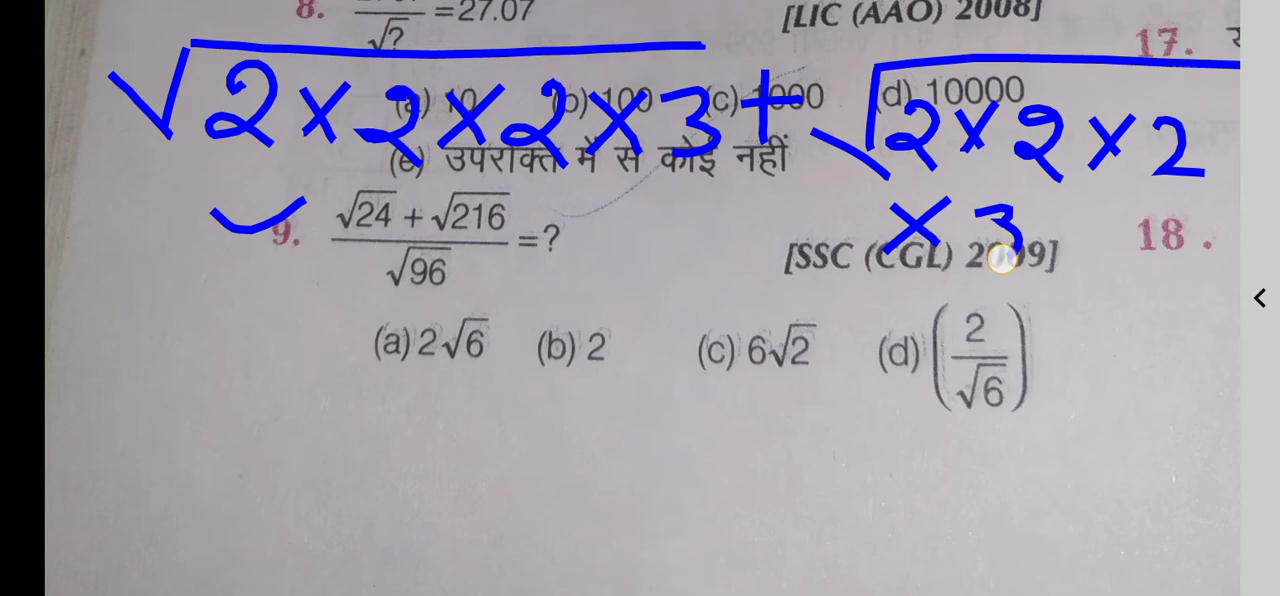 8. = 27.07 [LIC (AAO) 2008]
√?
17.
√2×2×2×3 + √2×2×2
×3
(a) 10 (b) 100 (c) 1000 (d) 10000
(e) उपरोक्त में से कोई नहीं
9. (√24 + √216)/√96 = ? [SSC (CGL) 2009]
18.
(a) 2√6 (b) 2 (c) 6√2 (d) (2/√6)